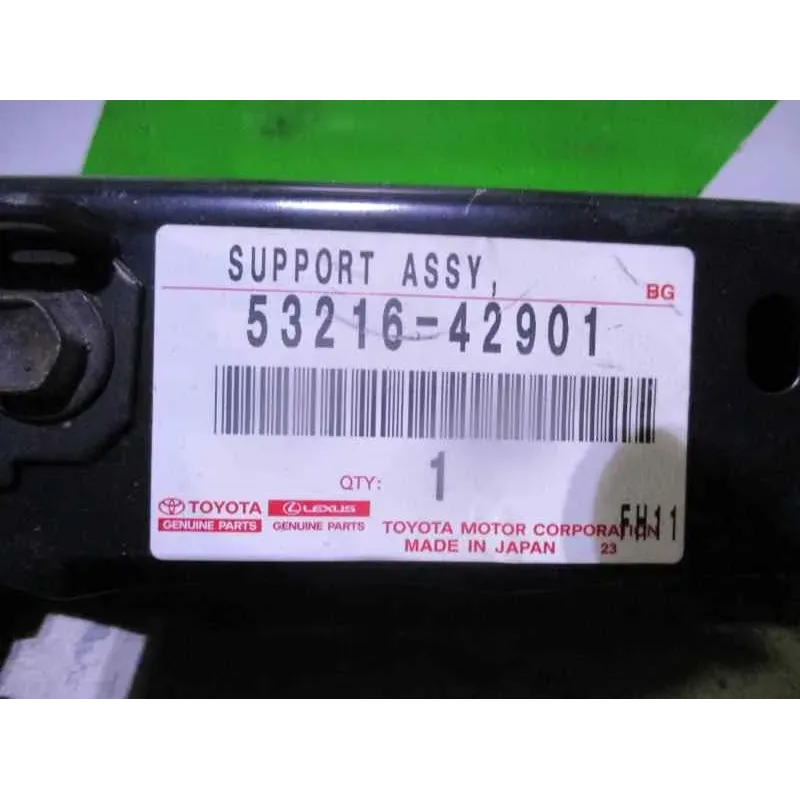 SUPPORT ASSY,
BG
53216-42901
QTY: 1
TOYOTA LEXUS
GENUINE PARTS GENUINE PARTS
TOYOTA MOTOR CORPORATION FH11
MADE IN JAPAN 23